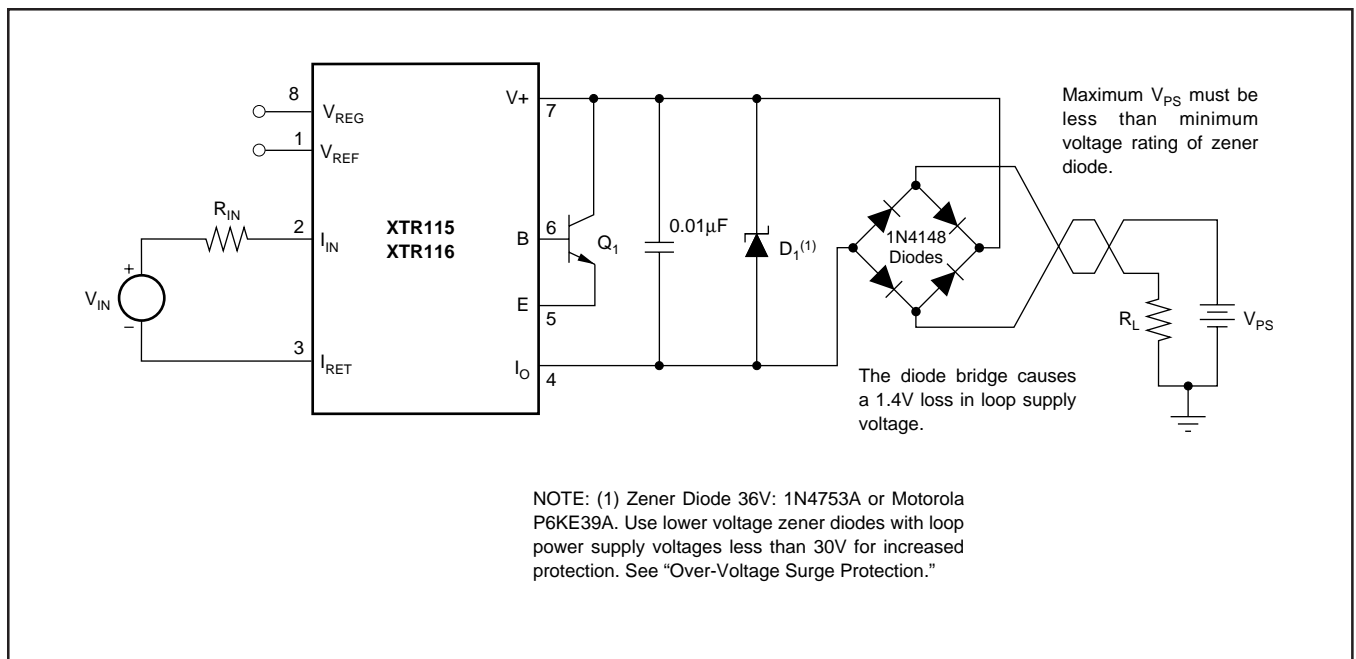 8
V_REG
1
V_REF
R_IN
2
I_IN
V_IN
+
–
3
I_RET
XTR115
XTR116
V+
7
B
6
Q_1
E
5
I_O
4
0.01µF
D_1^(1)
1N4148
Diodes
Maximum V_PS must be
less than minimum
voltage rating of zener
diode.
R_L
V_PS
The diode bridge causes
a 1.4V loss in loop supply
voltage.
NOTE: (1) Zener Diode 36V: 1N4753A or Motorola
P6KE39A. Use lower voltage zener diodes with loop
power supply voltages less than 30V for increased
protection. See “Over-Voltage Surge Protection.”